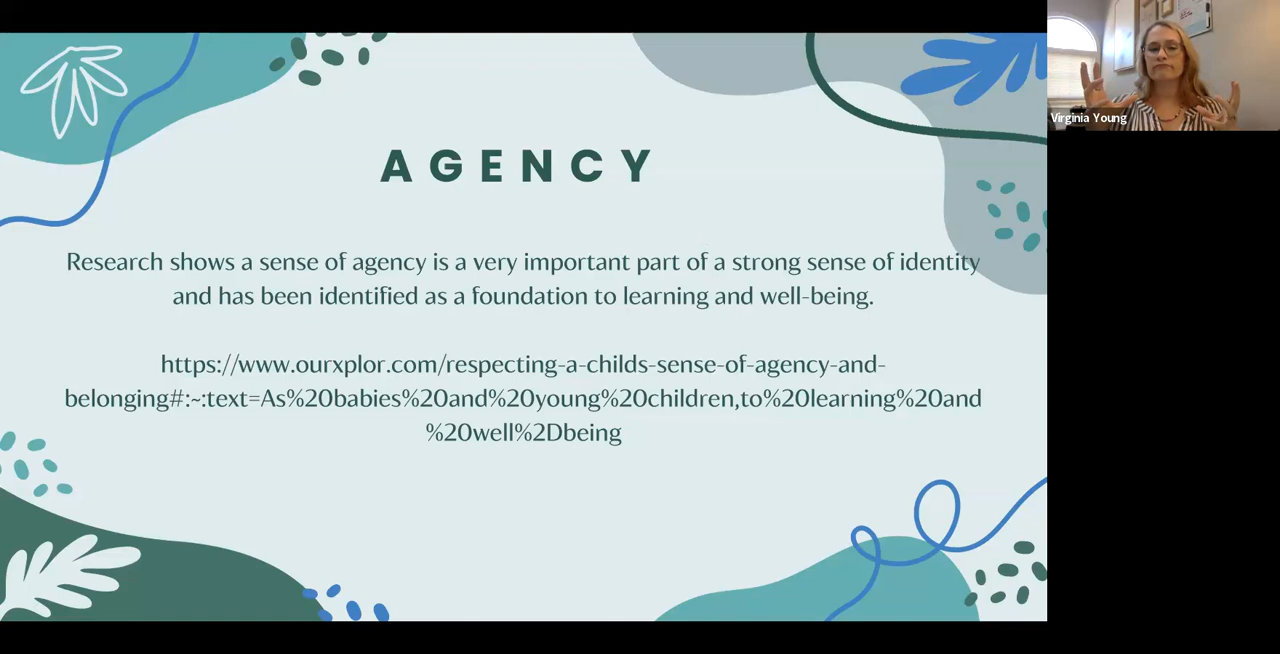 AGENCY
Research shows a sense of agency is a very important part of a strong sense of identity
and has been identified as a foundation to learning and well-being.
https://www.ourxplor.com/respecting-a-childs-sense-of-agency-and-
belonging#:~:text=As%20babies%20and%20young%20children,to%20learning%20and
%20well%2Dbeing
Virginia Young